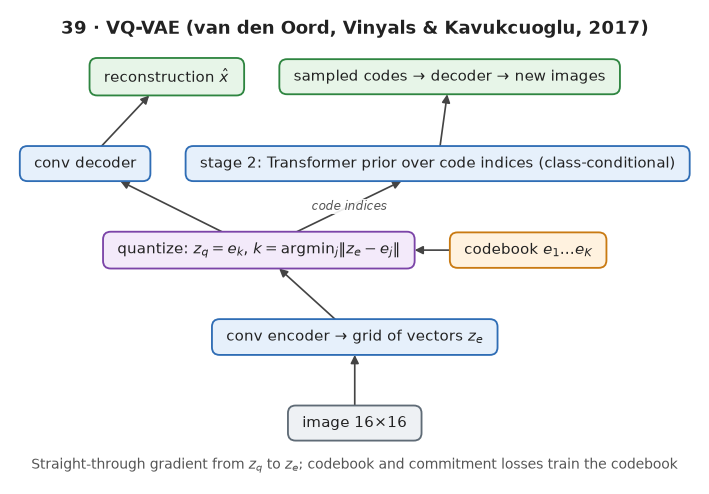 39 · VQ-VAE (van den Oord, Vinyals & Kavukcuoglu, 2017)
reconstruction x̂
sampled codes → decoder → new images
conv decoder
stage 2: Transformer prior over code indices (class-conditional)
code indices
quantize: z_q = e_k, k = argmin_j‖z_e − e_j‖
codebook e_1…e_K
conv encoder → grid of vectors z_e
image 16×16
Straight-through gradient from z_q to z_e; codebook and commitment losses train the codebook